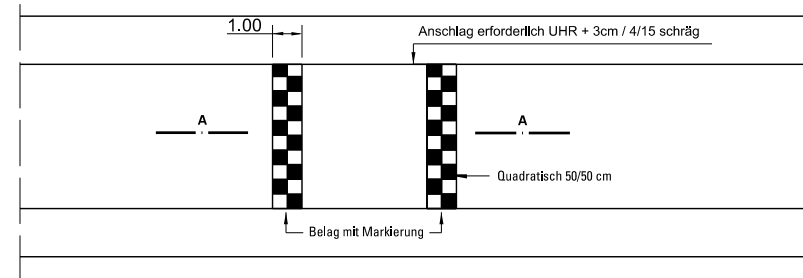 1.00
Anschlag erforderlich UHR + 3cm / 4/15 schräg
A
A
Quadratisch 50/50 cm
Belag mit Markierung